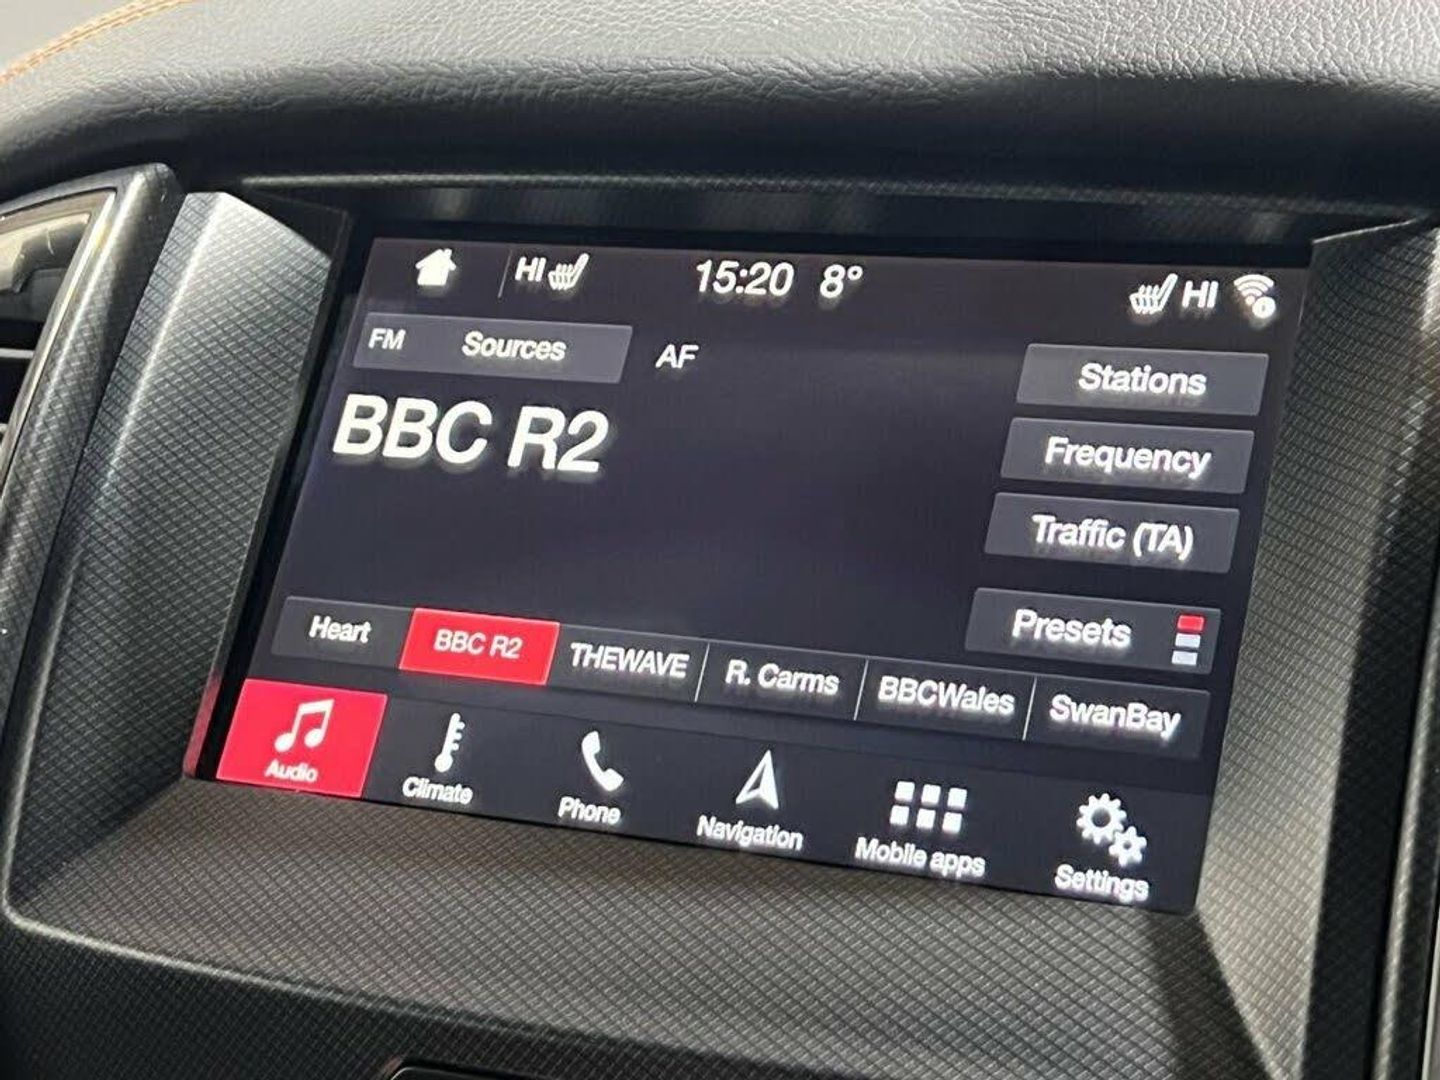 HI 15:20 8° HI
FM Sources AF Stations
BBC R2
Frequency
Traffic (TA)
Presets
Heart BBC R2 THEWAVE R. Carms BBCWales SwanBay
Audio Climate Phone Navigation Mobile apps Settings